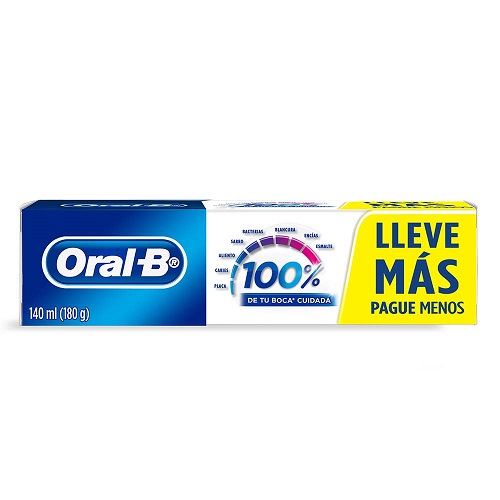 Oral-B®
140 ml (180 g)
PLACA
CARIES
ALIENTO
SARRO
BACTERIAS
BLANCURA
ENCÍAS
ESMALTE
100%
DE TU BOCA* CUIDADA
LLEVE
MÁS
PAGUE MENOS